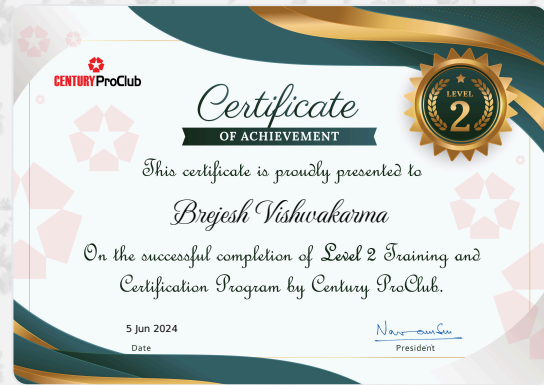 CENTURY ProClub
LEVEL
2
Certificate
OF ACHIEVEMENT
This certificate is proudly presented to
Brejesh Vishwakarma
On the successful completion of Level 2 Training and
Certification Program by Century ProClub.
5 Jun 2024
Date
President